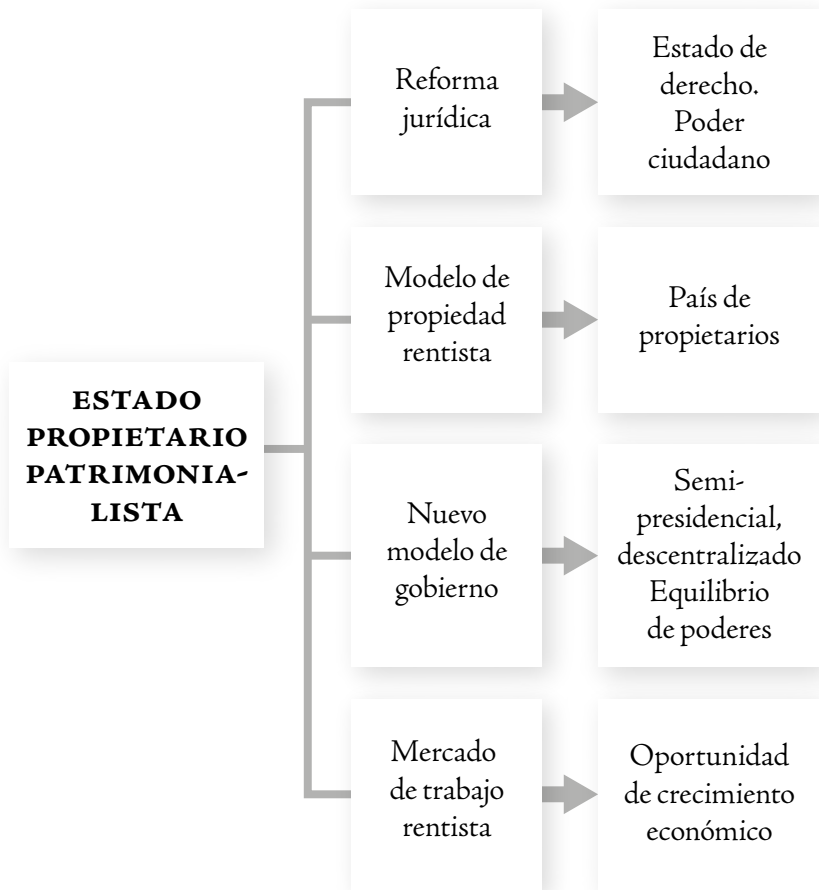 Reforma
jurídica
Estado de
derecho.
Poder
ciudadano
Modelo de
propiedad
rentista
País de
propietarios
ESTADO
PROPIETARIO
PATRIMONIA-
LISTA
Nuevo
modelo de
gobierno
Semi-
presidencial,
descentralizado
Equilibrio
de poderes
Mercado
de trabajo
rentista
Oportunidad
de crecimiento
económico